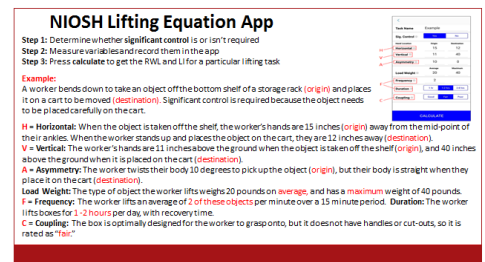 NIOSH Lifting Equation App
Step 1: Determine whether significant control is or isn't required
Step 2: Measure variables and record them in the app
Step 3: Press calculate to get the RWL and LI for a particular lifting task
Example:
A worker bends down to take an object off the bottom shelf of a storage rack (origin) and places
it on a cart to be moved (destination). Significant control is required because the object needs
to be placed carefully on the cart.
H = Horizontal: When the object is taken off the shelf, the worker's hands are 15 inches (origin) away from the mid-point of
their ankles. When the worker stands up and places the object on the cart, they are 12 inches away (destination).
V = Vertical: The worker's hands are 11 inches above the ground when the object is taken off the shelf (origin), and 40 inches
above the ground when it is placed on the cart (destination).
A = Asymmetry: The worker twists their body 10 degrees to pick up the object (origin), but their body is straight when they
place it on the cart (destination).
Load Weight: The type of object the worker lifts weighs 20 pounds on average, and has a maximum weight of 40 pounds.
F = Frequency: The worker lifts an average of 2 of these objects per minute over a 15 minute period. Duration: The worker
lifts boxes for 1-2 hours per day, with recovery time.
C = Coupling: The box is optimally designed for the worker to grasp onto, but it does not have handles or cut-outs, so it is
rated as "fair."
Task Name Example
Sig. Control
Horizontal 15 12
Vertical 11 40
Asymmetry 10 0
Load Weight 20 40
Frequency 2
Duration
Coupling
CALCULATE